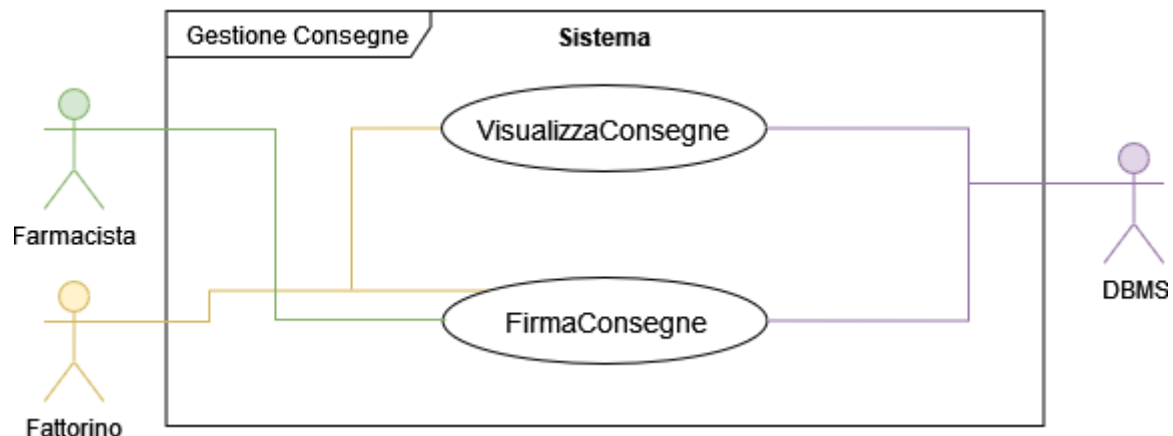 Gestione Consegne
Sistema
VisualizzaConsegne
Farmacista
DBMS
FirmaConsegne
Fattorino